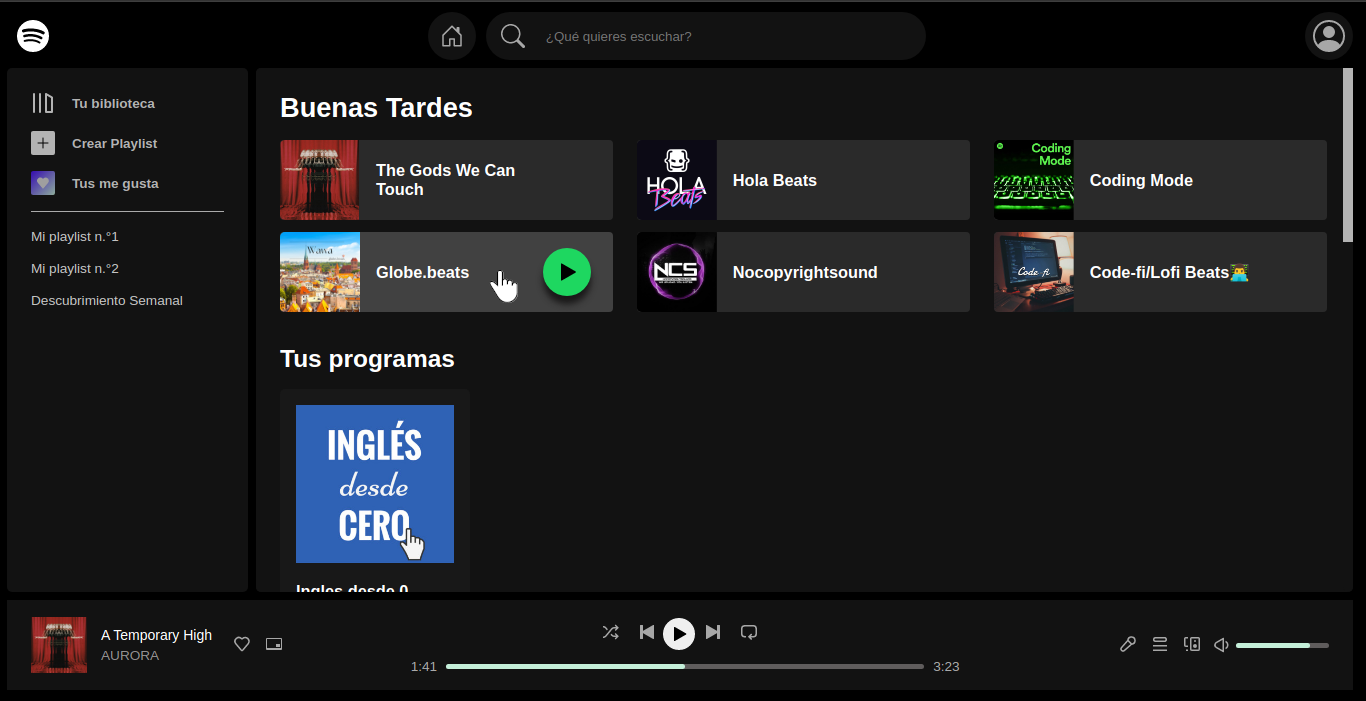 ¿Qué quieres escuchar?
Tu biblioteca
Crear Playlist
Tus me gusta
Mi playlist n.°1
Mi playlist n.°2
Descubrimiento Semanal
Buenas Tardes
The Gods We Can
Touch
HOLA
Beats
Hola Beats
Coding
Mode
Coding Mode
Wawa
Globe.beats
NCS
Nocopyrightsound
Code fi
Code-fi/Lofi Beats
Tus programas
INGLÉS
desde
CERO
Ingles desde 0
A Temporary High
AURORA
1:41
3:23